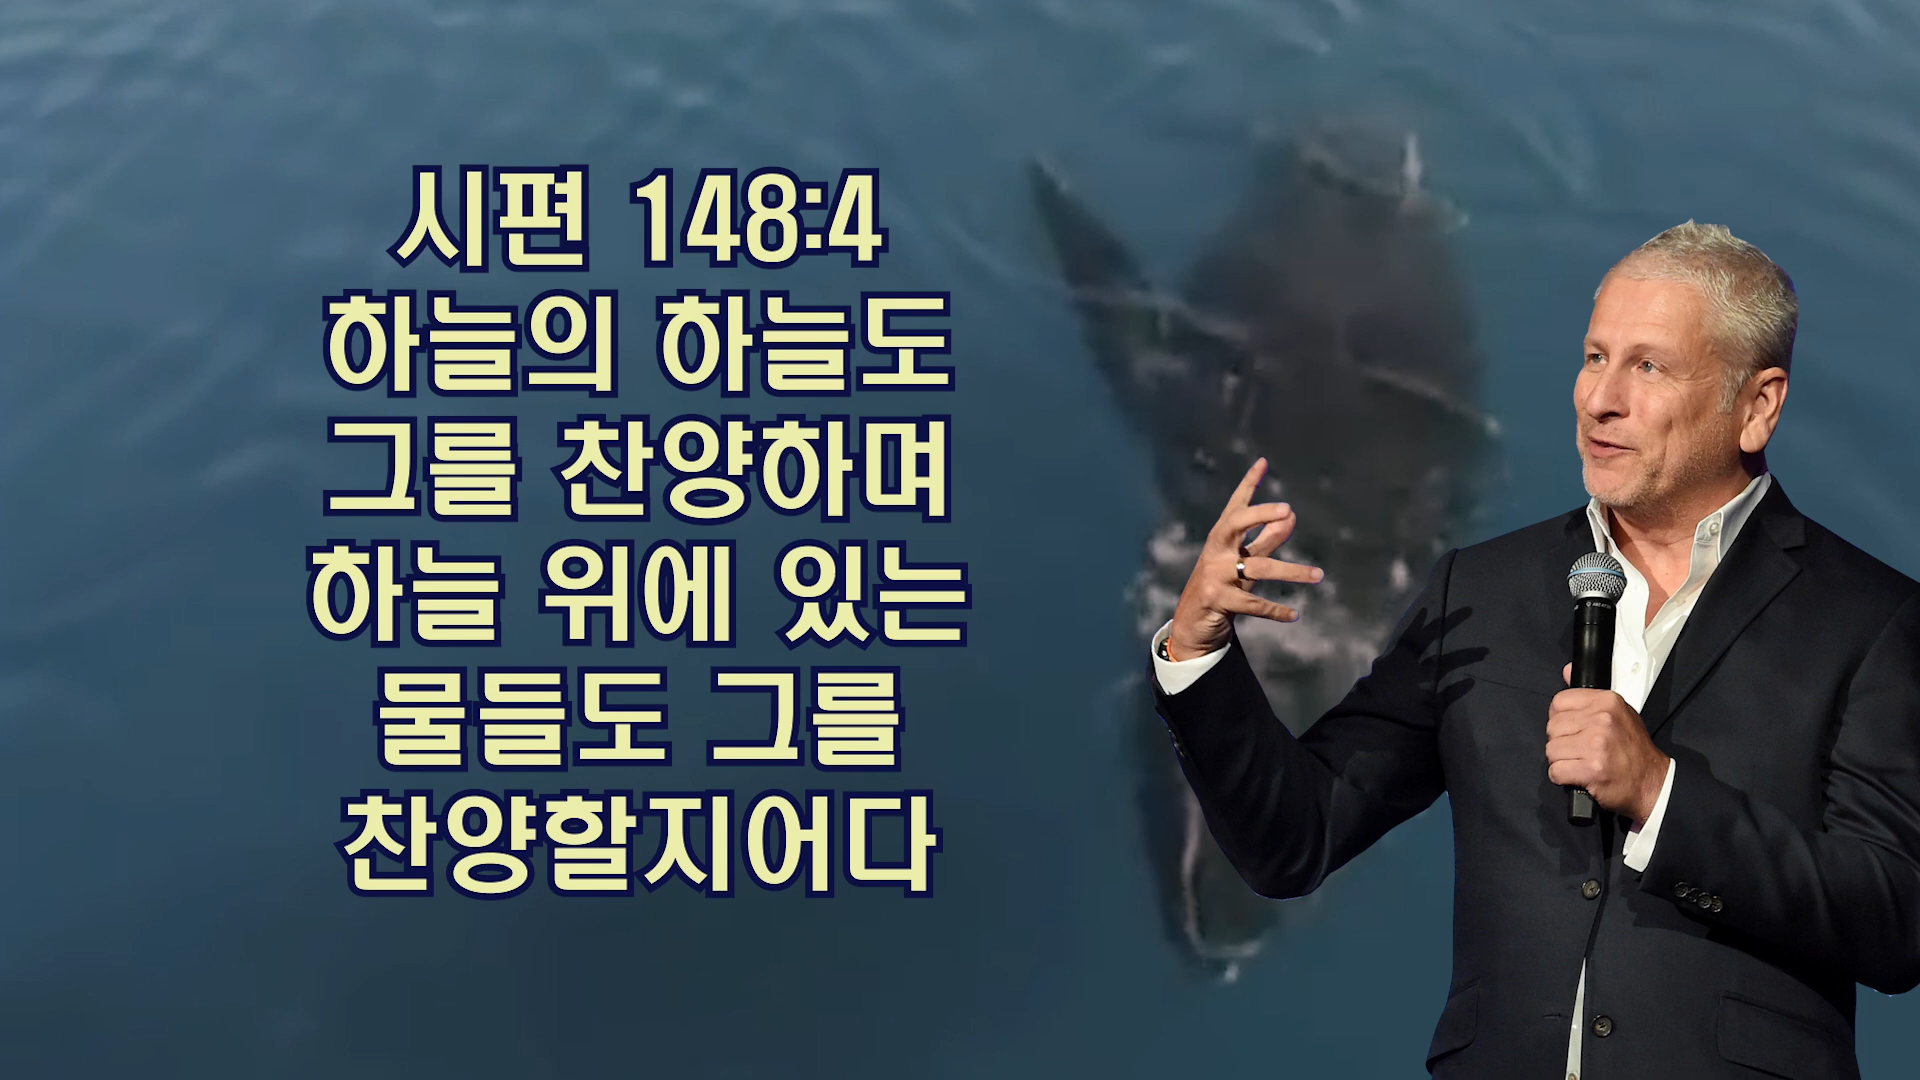 시편 148:4
하늘의 하늘도
그를 찬양하며
하늘 위에 있는
물들도 그를
찬양할지어다